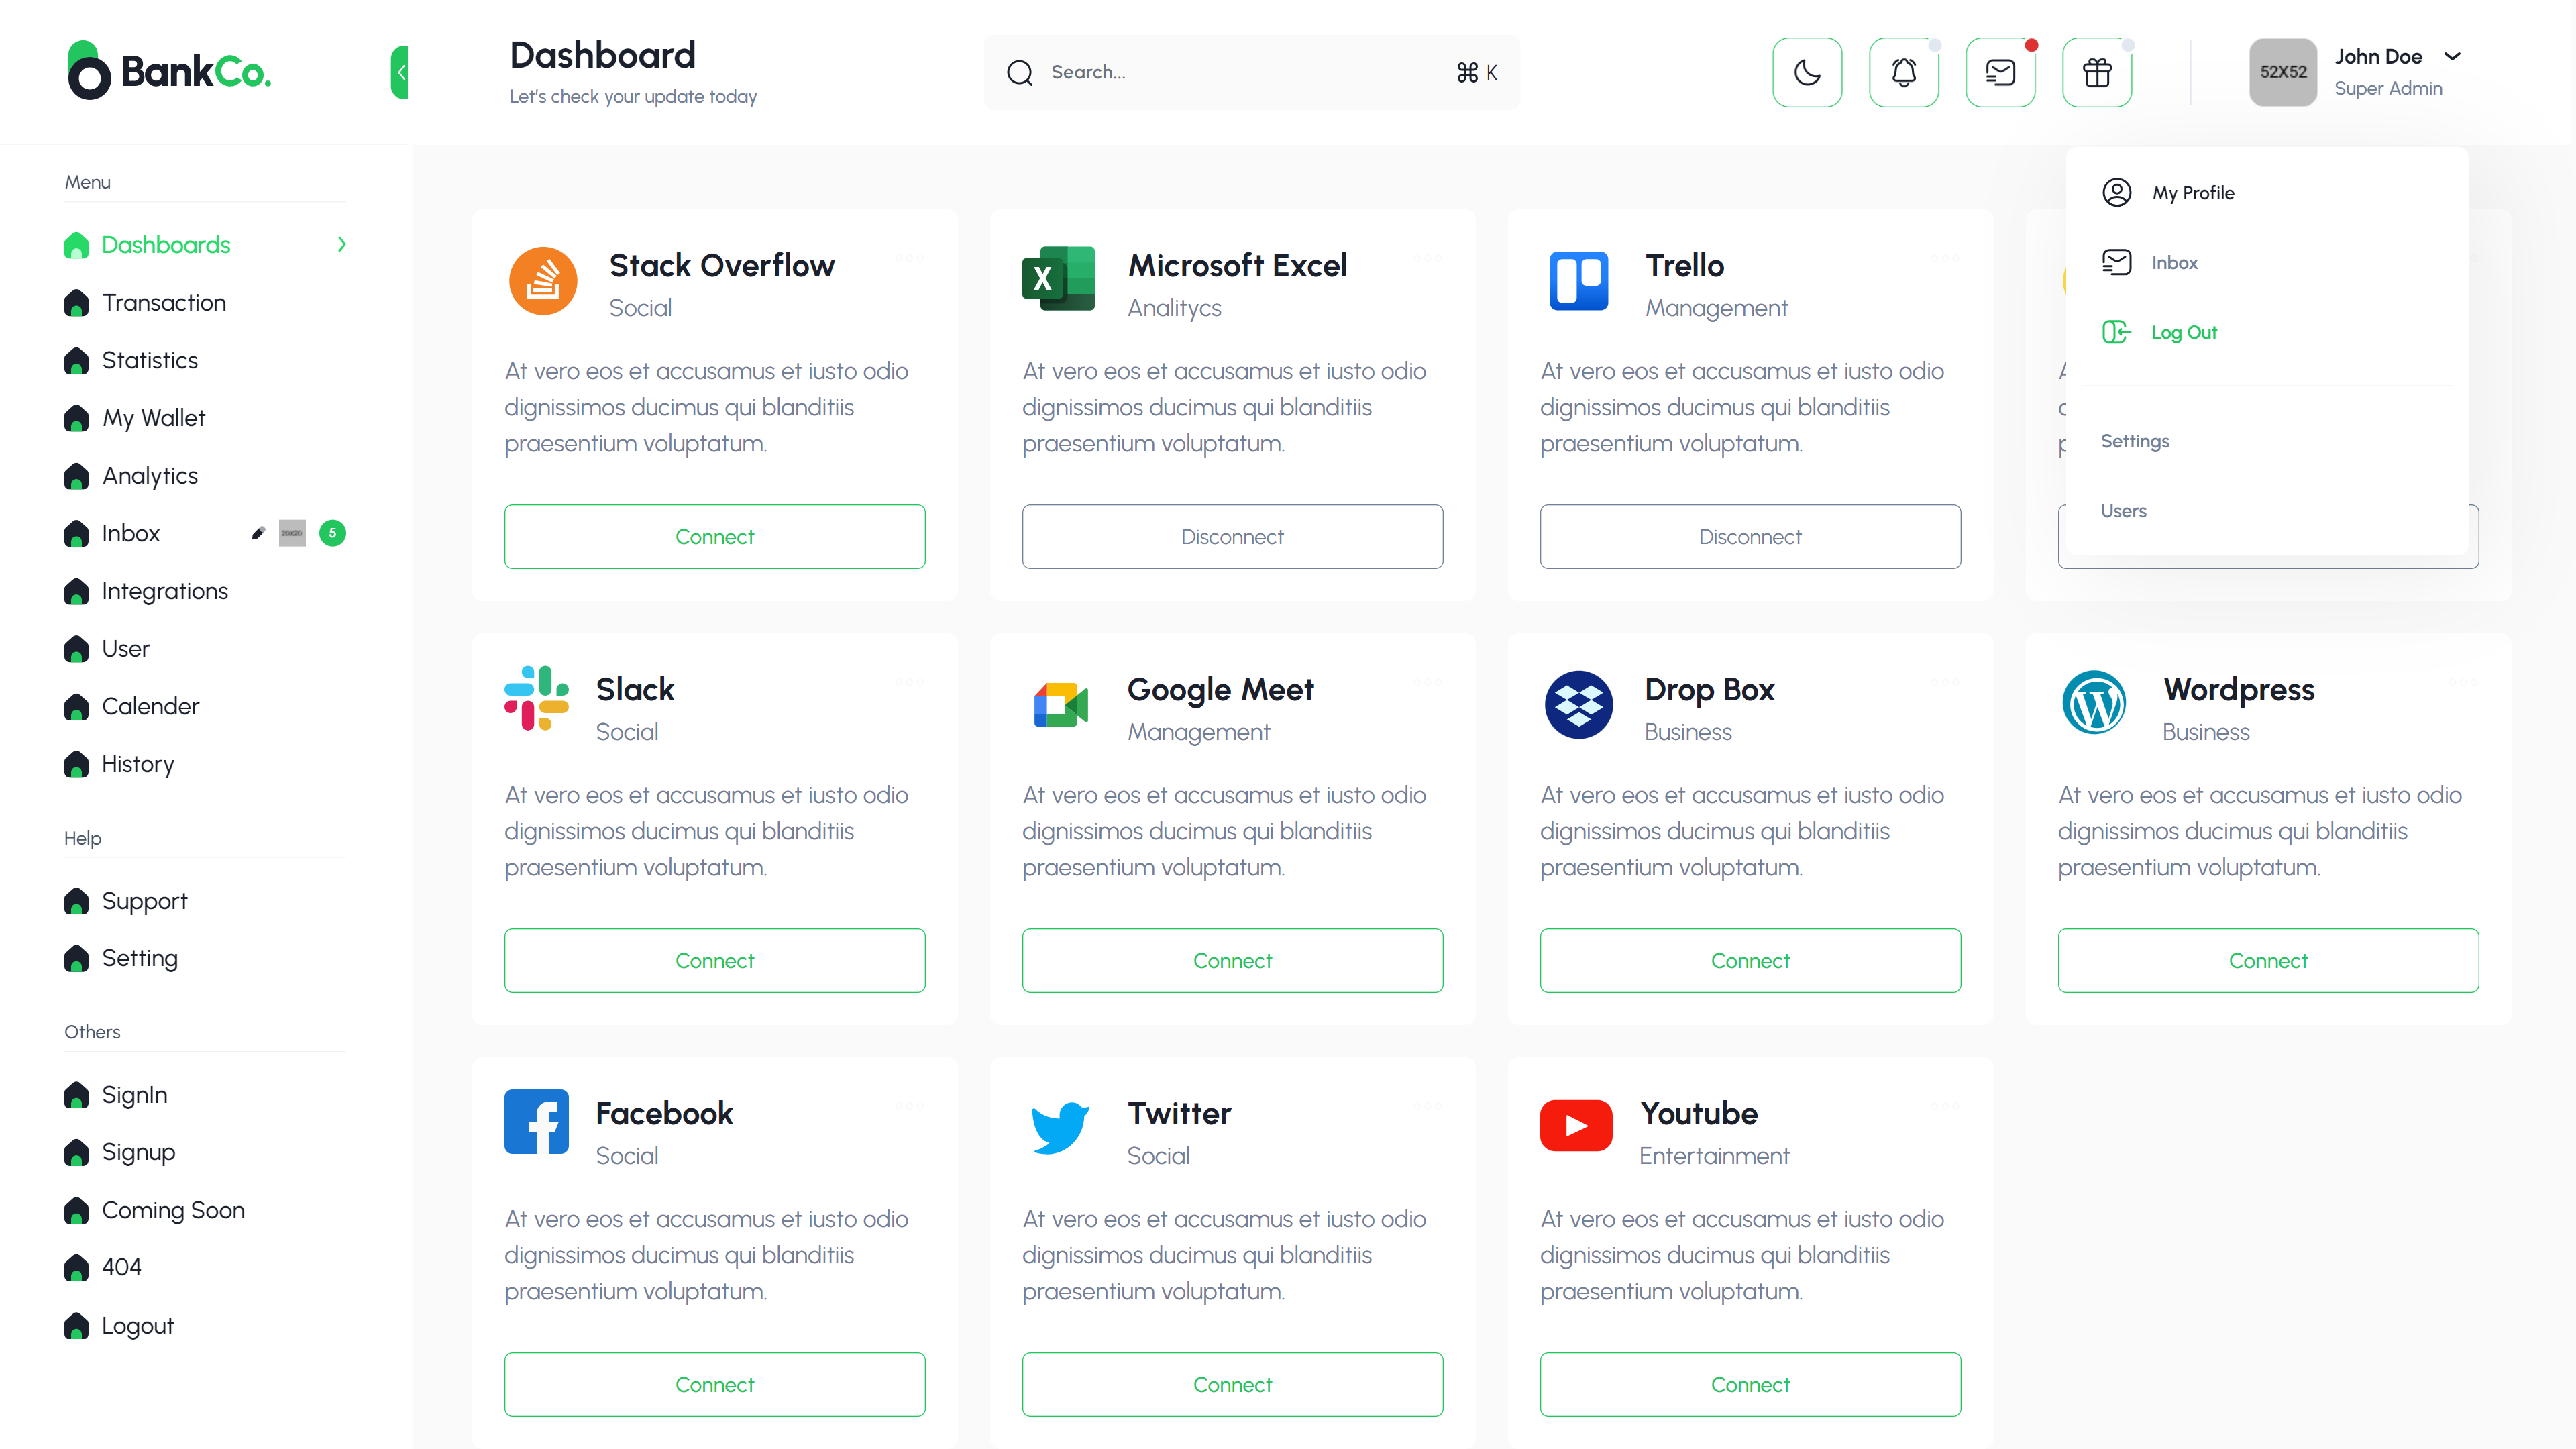 BankCo.
Dashboard
Let's check your update today
Search...
⌘ K
52X52
John Doe
Super Admin
Menu
Dashboards
Transaction
Statistics
My Wallet
Analytics
Inbox
5
Integrations
User
Calender
History
Help
Support
Setting
Others
SignIn
Signup
Coming Soon
404
Logout
My Profile
Inbox
Log Out
Settings
Users
Stack Overflow
Social
At vero eos et accusamus et iusto odio
dignissimos ducimus qui blanditiis
praesentium voluptatum.
Connect
Microsoft Excel
Analitycs
At vero eos et accusamus et iusto odio
dignissimos ducimus qui blanditiis
praesentium voluptatum.
Disconnect
Trello
Management
At vero eos et accusamus et iusto odio
dignissimos ducimus qui blanditiis
praesentium voluptatum.
Disconnect
Slack
Social
At vero eos et accusamus et iusto odio
dignissimos ducimus qui blanditiis
praesentium voluptatum.
Connect
Google Meet
Management
At vero eos et accusamus et iusto odio
dignissimos ducimus qui blanditiis
praesentium voluptatum.
Connect
Drop Box
Business
At vero eos et accusamus et iusto odio
dignissimos ducimus qui blanditiis
praesentium voluptatum.
Connect
Wordpress
Business
At vero eos et accusamus et iusto odio
dignissimos ducimus qui blanditiis
praesentium voluptatum.
Connect
Facebook
Social
At vero eos et accusamus et iusto odio
dignissimos ducimus qui blanditiis
praesentium voluptatum.
Connect
Twitter
Social
At vero eos et accusamus et iusto odio
dignissimos ducimus qui blanditiis
praesentium voluptatum.
Connect
Youtube
Entertainment
At vero eos et accusamus et iusto odio
dignissimos ducimus qui blanditiis
praesentium voluptatum.
Connect